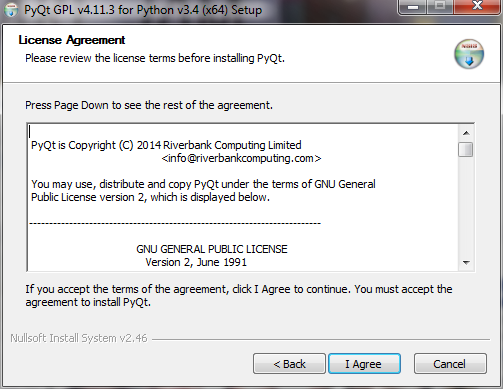 PyQt GPL v4.11.3 for Python v3.4 (x64) Setup
License Agreement
Please review the license terms before installing PyQt.
Press Page Down to see the rest of the agreement.
PyQt is Copyright (C) 2014 Riverbank Computing Limited
<info@riverbankcomputing.com>
You may use, distribute and copy PyQt under the terms of GNU General
Public License version 2, which is displayed below.
-------------------------------------------------------------------------
GNU GENERAL PUBLIC LICENSE
Version 2, June 1991
If you accept the terms of the agreement, click I Agree to continue. You must accept the
agreement to install PyQt.
Nullsoft Install System v2.46
< Back
I Agree
Cancel